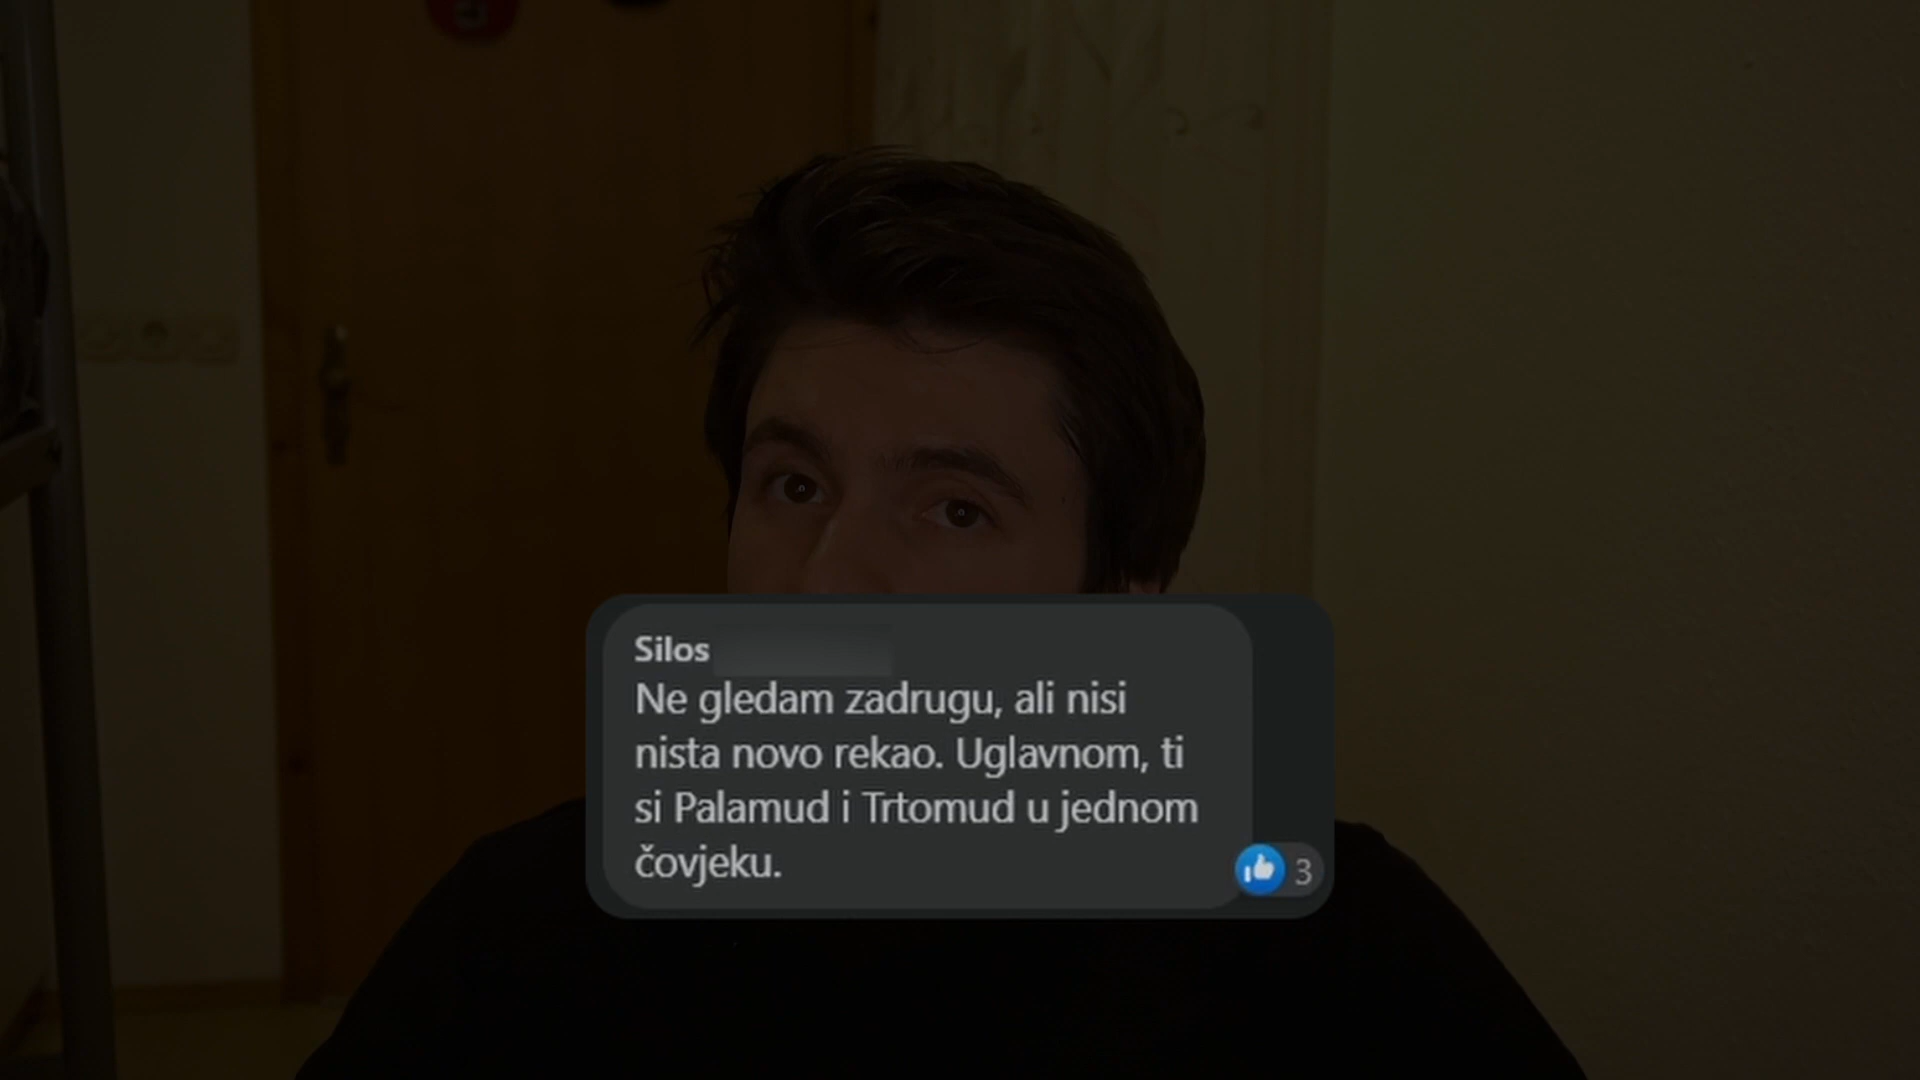 Silos
Ne gledam zadrugu, ali nisi
nista novo rekao. Uglavnom, ti
si Palamud i Trtomud u jednom
čovjeku.
3